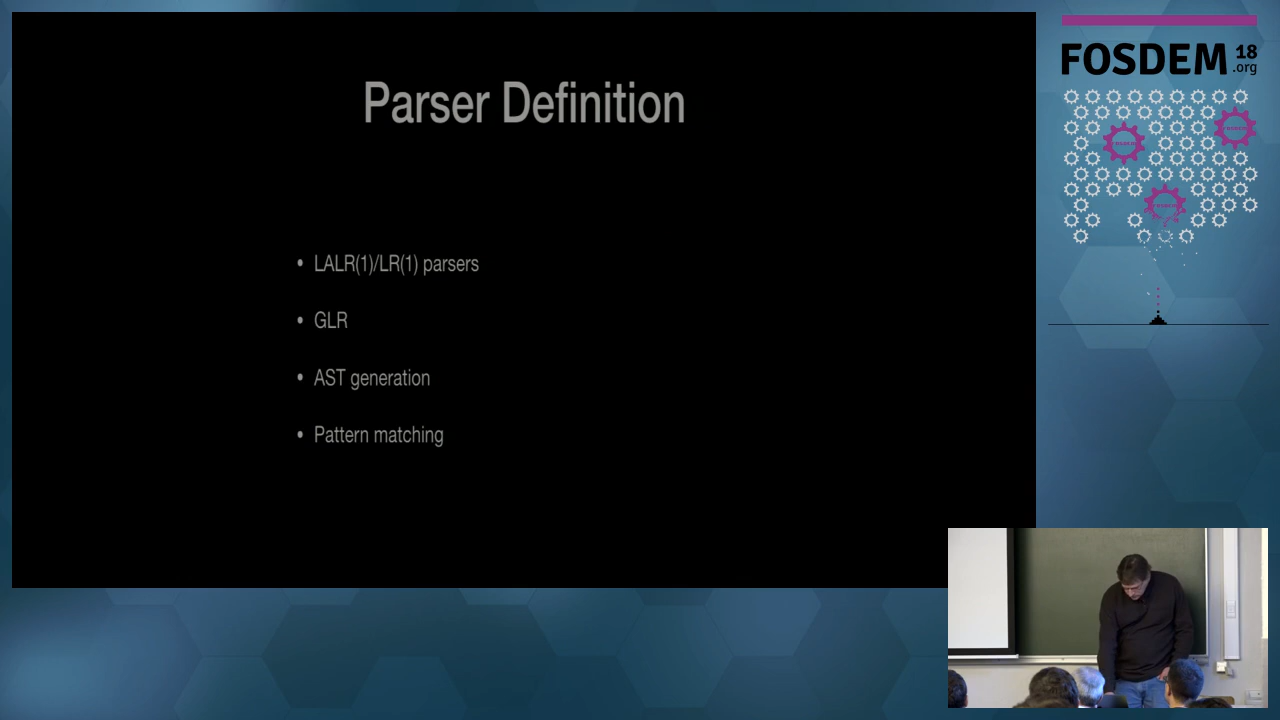 Parser Definition
• LALR(1)/LR(1) parsers
• GLR
• AST generation
• Pattern matching
FOSDEM 18
.org